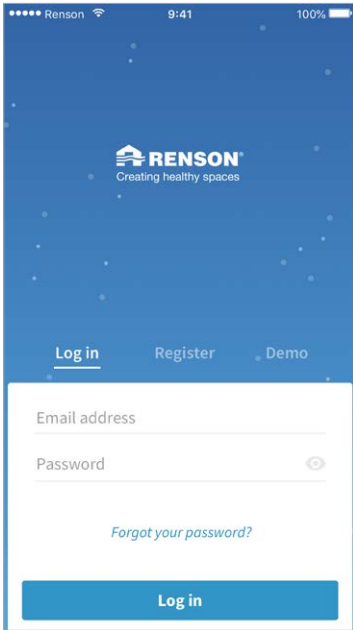 Renson 9:41 100%
RENSON®
Creating healthy spaces
Log in Register Demo
Email address
Password
Forgot your password?
Log in